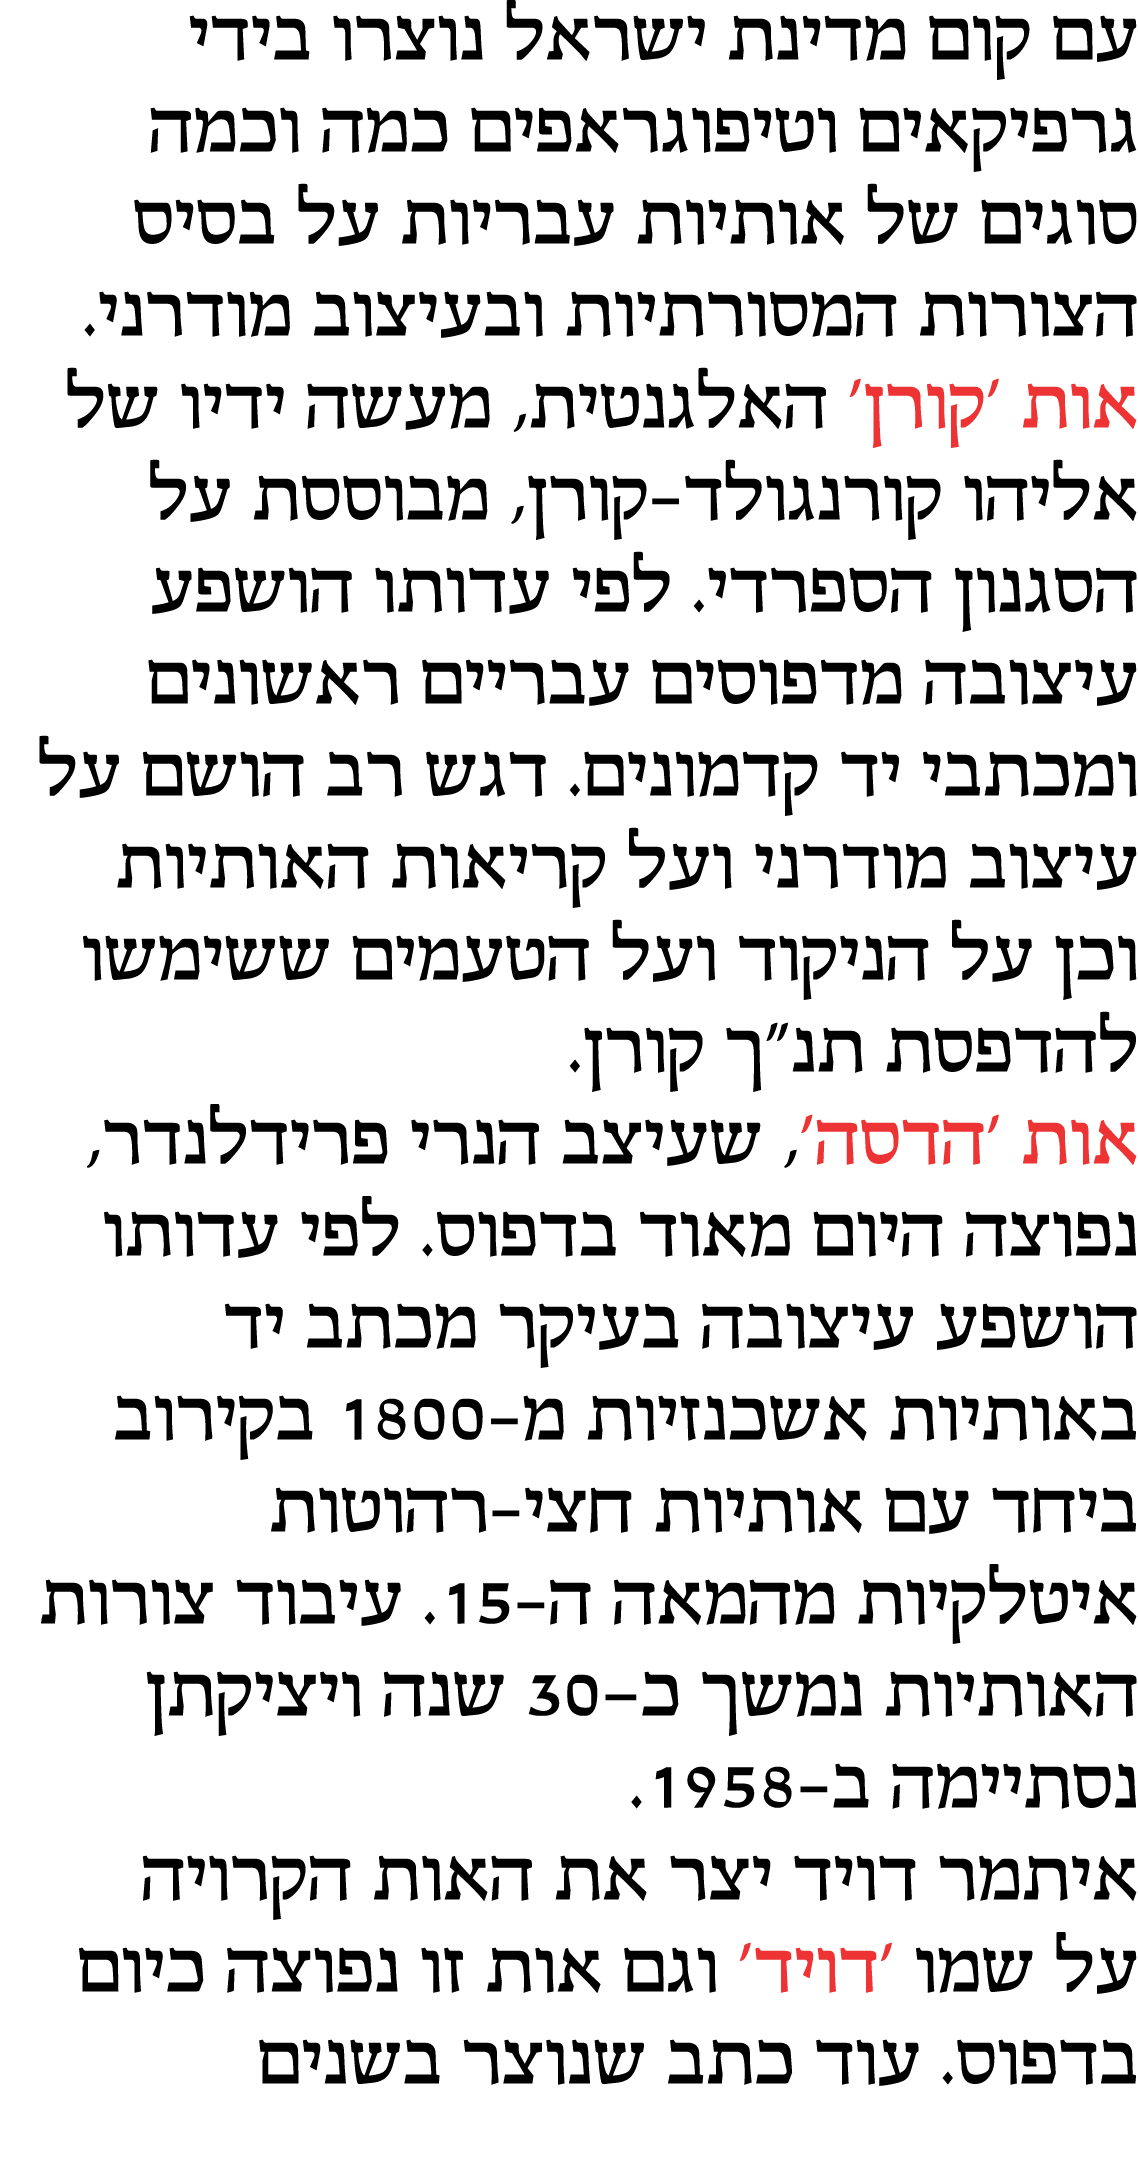 עם קום מדינת ישראל נוצרו בידי
גרפיקאים וטיפוגראפים כמה וכמה
סוגים של אותיות עבריות על בסיס
הצורות המסורתיות ובעיצוב מודרני.
אות 'קורן' האלגנטית, מעשה ידיו של
אליהו קורנגולד-קורן, מבוססת על
הסגנון הספרדי. לפי עדותו הושפע
עיצובה מדפוסים עבריים ראשונים
ומכתבי יד קדמונים. דגש רב הושם על
עיצוב מודרני ועל קריאות האותיות
וכן על הניקוד ועל הטעמים ששימשו
להדפסת תנ"ך קורן.
אות 'הדסה', שעיצב הנרי פרידלנדר,
נפוצה היום מאוד בדפוס. לפי עדותו
הושפע עיצובה בעיקר מכתב יד
באותיות אשכנזיות מ-1800 בקירוב
ביחד עם אותיות חצי-רהוטות
איטלקיות מהמאה ה-15. עיבוד צורות
האותיות נמשך כ-30 שנה ויציקתן
נסתיימה ב-1958.
איתמר דויד יצר את האות הקרויה
על שמו 'דויד' וגם אות זו נפוצה כיום
בדפוס. עוד כתב שנוצר בשנים